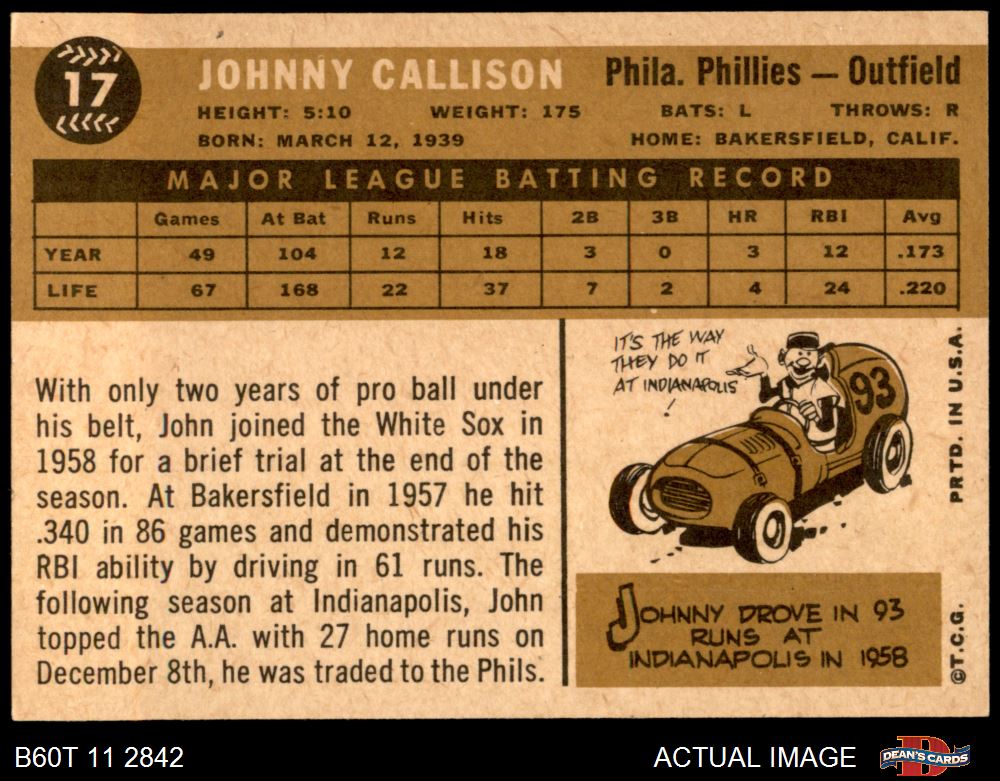 17
JOHNNY CALLISON
Phila. Phillies — Outfield
HEIGHT: 5:10 WEIGHT: 175 BATS: L THROWS: R
BORN: MARCH 12, 1939 HOME: BAKERSFIELD, CALIF.
MAJOR LEAGUE BATTING RECORD
Games At Bat Runs Hits 2B 3B HR RBI Avg
YEAR 49 104 12 18 3 0 3 12 .173
LIFE 67 168 22 37 7 2 4 24 .220
With only two years of pro ball under
his belt, John joined the White Sox in
1958 for a brief trial at the end of the
season. At Bakersfield in 1957 he hit
.340 in 86 games and demonstrated his
RBI ability by driving in 61 runs. The
following season at Indianapolis, John
topped the A.A. with 27 home runs on
December 8th, he was traded to the Phils.
IT'S THE WAY
THEY DO IT
AT INDIANAPOLIS
!
93
JOHNNY DROVE IN 93
RUNS AT
INDIANAPOLIS IN 1958
PRTD. IN U.S.A.
©T.C.G.
B60T 11 2842
ACTUAL IMAGE
DEAN'S CARDS